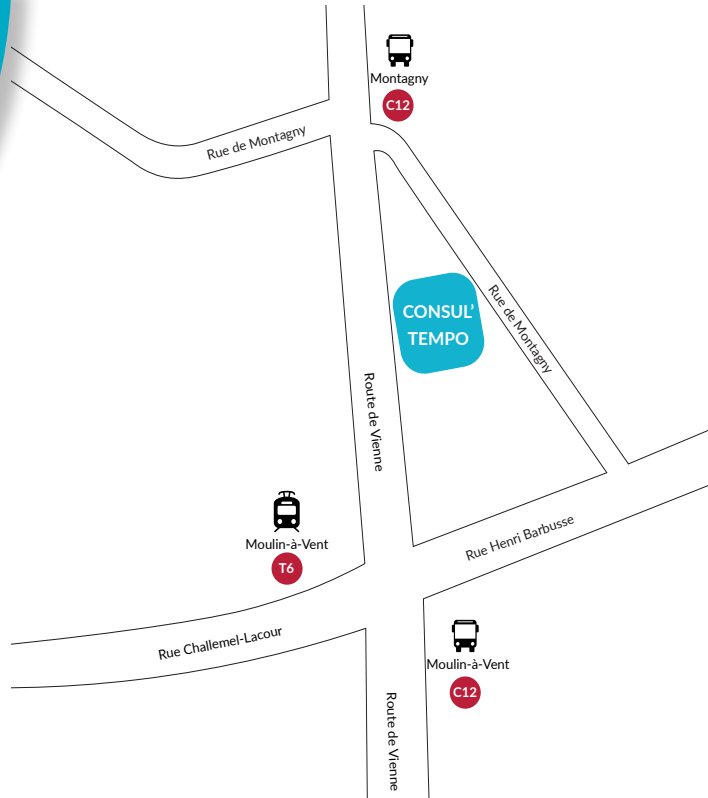 Montagny
C12
Rue de Montagny
CONSUL'
TEMPO
Rue de Montagny
Route de Vienne
Moulin-à-Vent
T6
Rue Henri Barbusse
Rue Challemel-Lacour
Moulin-à-Vent
C12
Route de Vienne